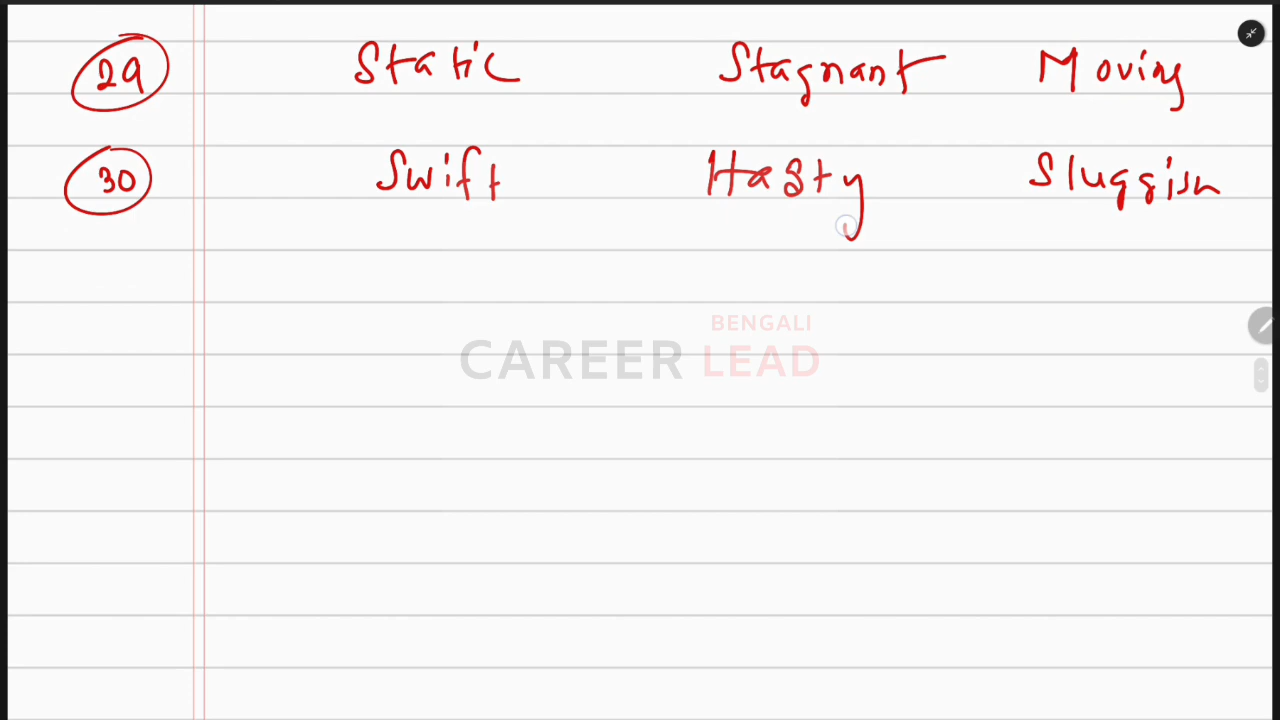 29 Static Stagnant Moving
30 Swift Hasty Sluggish
BENGALI
CAREER LEAD